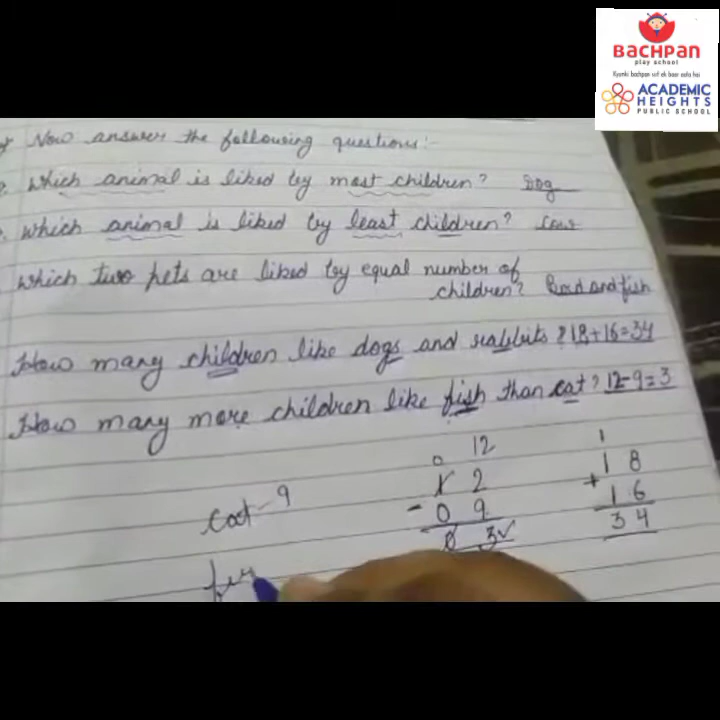 BACHPAN
play school
Kyunki bachpan sirf ek baar aata hai
ACADEMIC
HEIGHTS
PUBLIC SCHOOL
Now answer the following questions:-
Which animal is liked by most children? Dog
Which animal is liked by least children?
Which two pets are liked by equal number of
children? and fish
How many children like dogs and rabbits? 18+16=34
How many more children like fish than cat? 12-9=3
cat - 9
0 12
1 2
- 0 9
0 3✓
1
1 8
+ 1 6
3 4